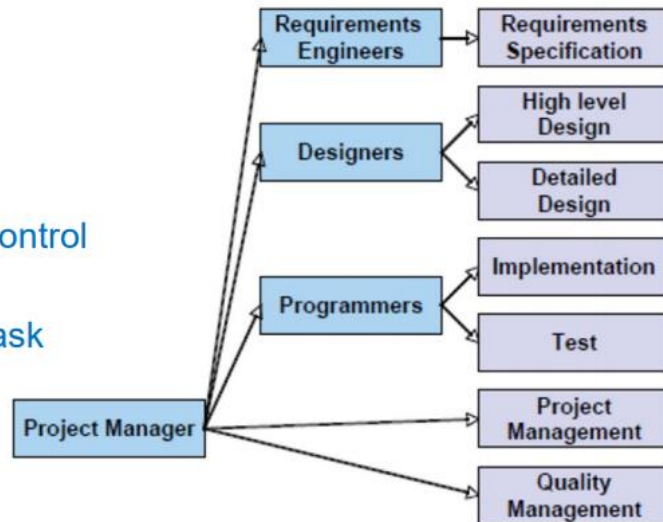 Requirements
Engineers
Requirements
Specification
High level
Design
Designers
Detailed
Design
ontrol
Implementation
Programmers
ask
Test
Project Manager
Project
Management
Quality
Management